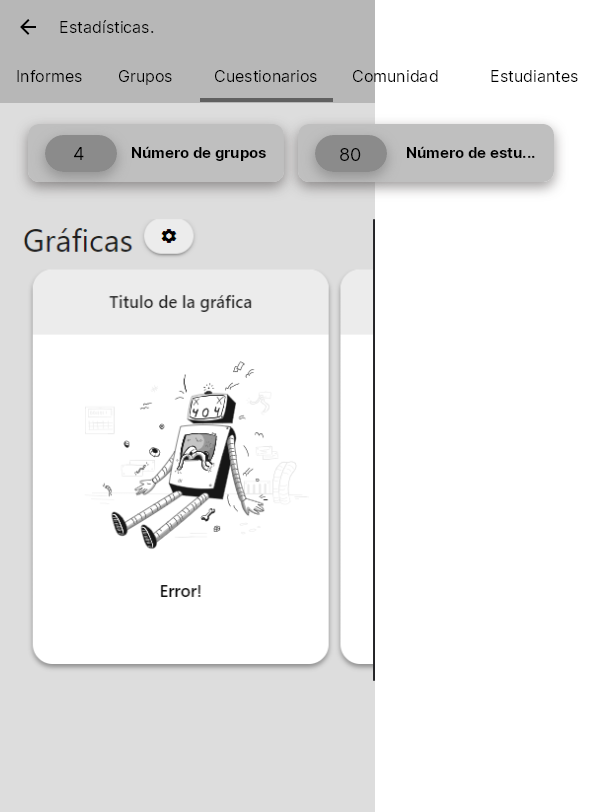 Estadísticas.
Informes Grupos Cuestionarios Comunidad Estudiantes
4 Número de grupos 80 Número de estu...
Gráficas
Titulo de la gráfica
404
Error!